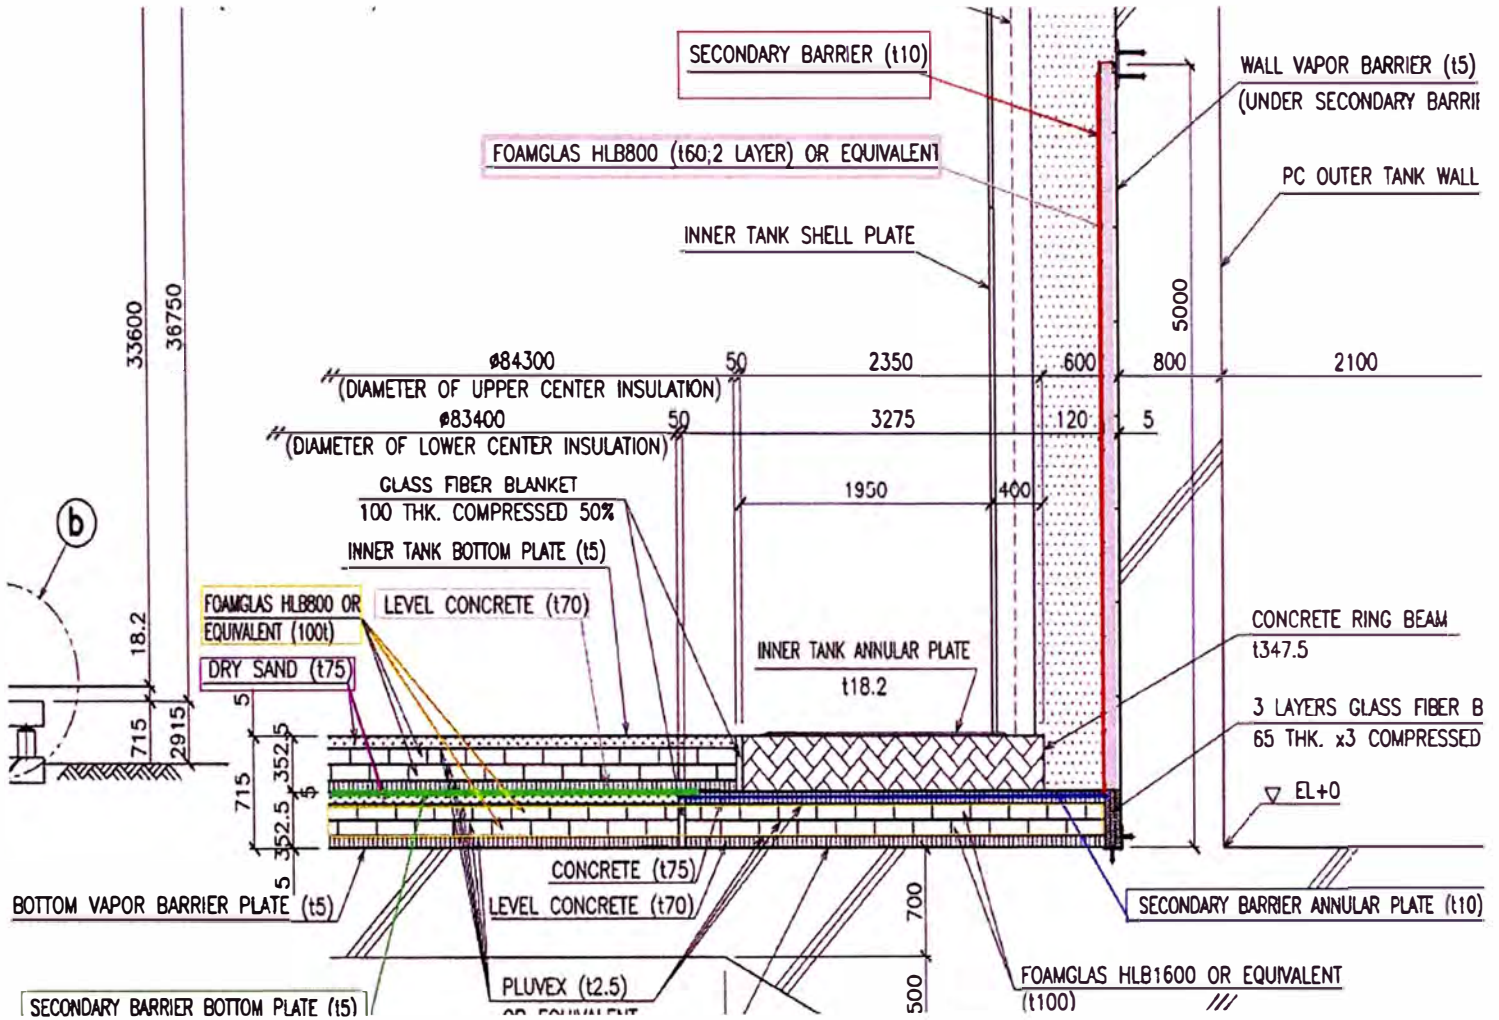 SECONDARY BARRIER (t10)
WALL VAPOR BARRIER (t5)
(UNDER SECONDARY
FOAMGLAS HLB800 (t60;2 LAYER) OR EQUIVALENT
PC OUTER TANK WALL
INNER TANK SHELL PLATE
33600
36750
5000
ø84300
50
2350
600
800
2100
(DIAMETER OF UPPER CENTER INSULATION)
ø83400
50
3275
120
5
(DIAMETER OF LOWER CENTER INSULATION)
GLASS FIBER BLANKET
100 THK. COMPRESSED 50%
1950
400
b
INNER TANK BOTTOM PLATE (t5)
FOAMGLAS HLB800 OR
EQUIVALENT (100t)
LEVEL CONCRETE (t70)
18.2
CONCRETE RING BEAM
t347.5
INNER TANK ANNULAR PLATE
t18.2
DRY SAND (t75)
5
5
715
2915
3 LAYERS GLASS FIBER B
65 THK. x3 COMPRESSED
715
352.5
5
352.5
5
EL+0
CONCRETE (t75)
LEVEL CONCRETE (t70)
BOTTOM VAPOR BARRIER PLATE (t5)
700
SECONDARY BARRIER ANNULAR PLATE (t10)
PLUVEX (t2.5)
OR EQUIVALENT
500
FOAMGLAS HLB1600 OR EQUIVALENT
(t100)
SECONDARY BARRIER BOTTOM PLATE (t5)